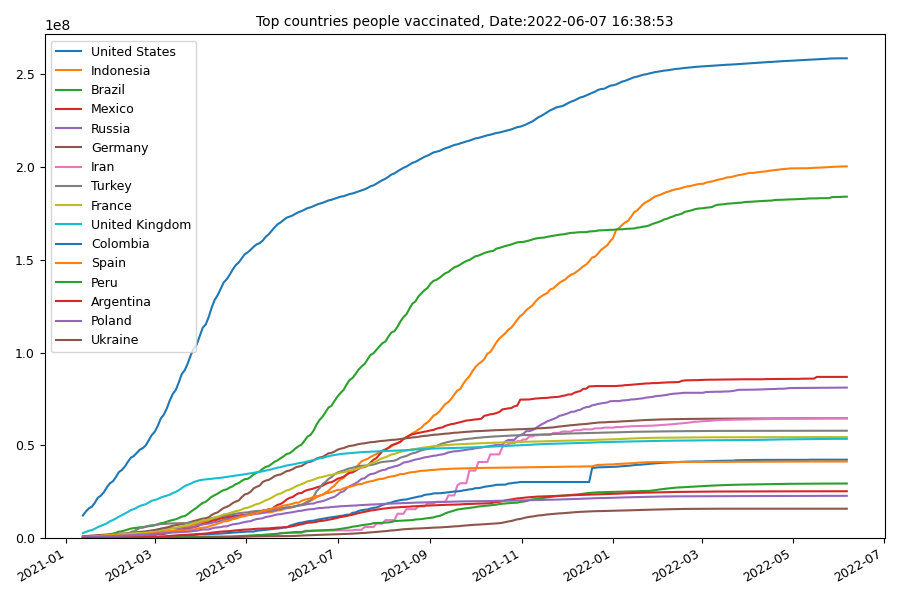 Top countries people vaccinated, Date:2022-06-07 16:38:53
1e8
United States
Indonesia
Brazil
Mexico
Russia
Germany
Iran
Turkey
France
United Kingdom
Colombia
Spain
Peru
Argentina
Poland
Ukraine
2.5
2.0
1.5
1.0
0.5
0.0
2021-01
2021-03
2021-05
2021-07
2021-09
2021-11
2022-01
2022-03
2022-05
2022-07